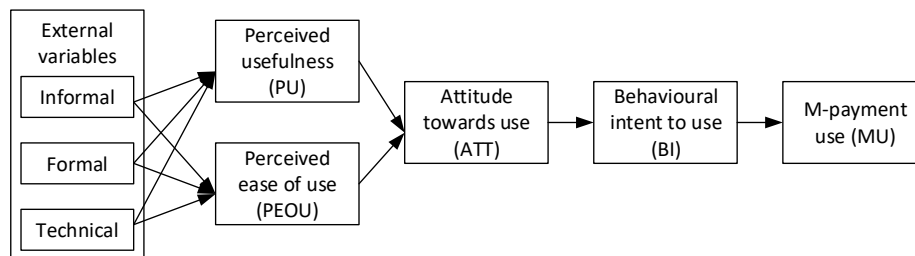 External
variables
Informal
Formal
Technical
Perceived
usefulness
(PU)
Perceived
ease of use
(PEOU)
Attitude
towards use
(ATT)
Behavioural
intent to use
(BI)
M-payment
use (MU)